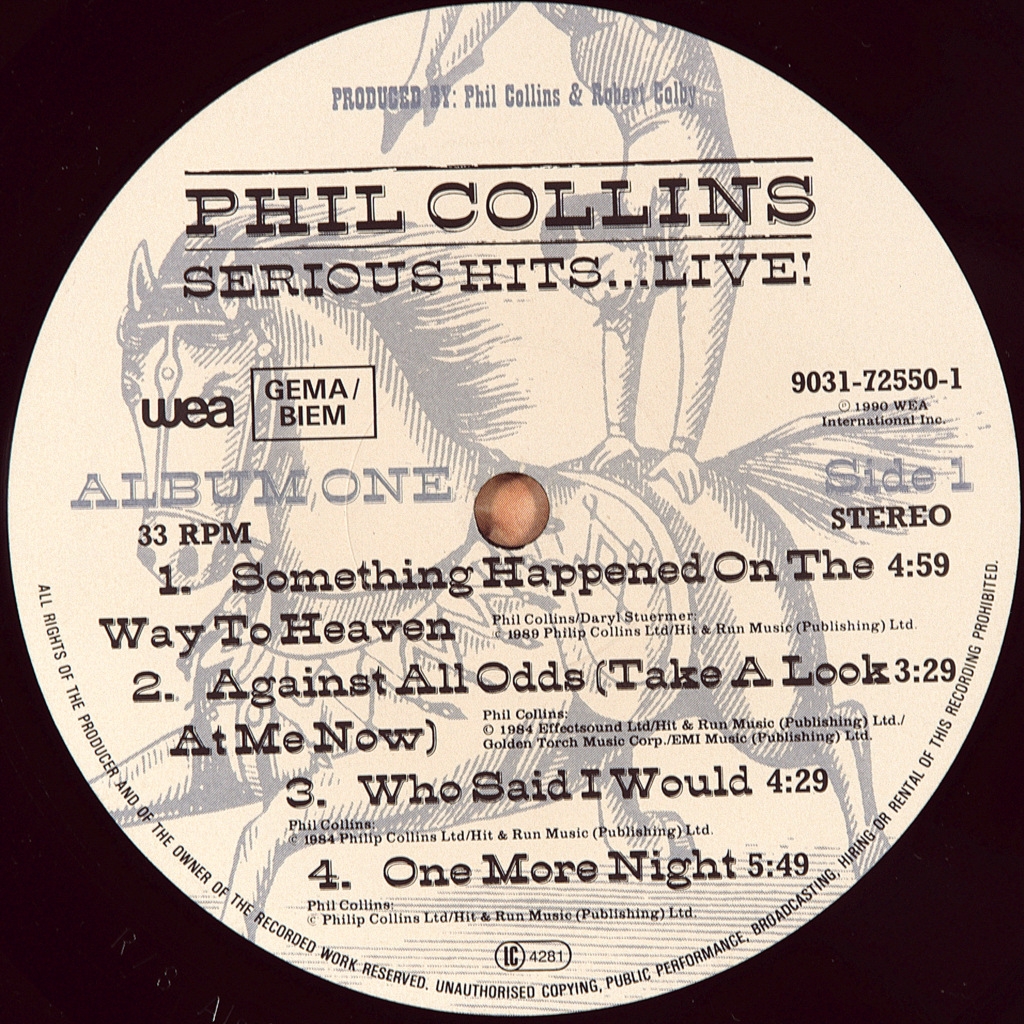 PRODUCED BY: Phil Collins & Robert Colby
PHIL COLLINS
SERIOUS HITS...LIVE!
wea
GEMA/
BIEM
9031-72550-1
℗ 1990 WEA
International Inc.
ALBUM ONE
Side 1
33 RPM
STEREO
1. Something Happened On The 4:59
Way To Heaven
Phil Collins/Daryl Stuermer:
© 1989 Philip Collins Ltd/Hit & Run Music (Publishing) Ltd.
2. Against All Odds (Take A Look 3:29
At Me Now)
Phil Collins:
© 1984 Effectsound Ltd/Hit & Run Music (Publishing) Ltd./
Golden Torch Music Corp./EMI Music (Publishing) Ltd.
3. Who Said I Would 4:29
Phil Collins:
© 1984 Philip Collins Ltd/Hit & Run Music (Publishing) Ltd.
4. One More Night 5:49
Phil Collins:
© Philip Collins Ltd/Hit & Run Music (Publishing) Ltd.
LC 4281
ALL RIGHTS OF THE PRODUCER AND OF THE OWNER OF THE RECORDED WORK RESERVED. UNAUTHORISED COPYING, PUBLIC PERFORMANCE, BROADCASTING, HIRING OR RENTAL OF THIS RECORDING PROHIBITED.